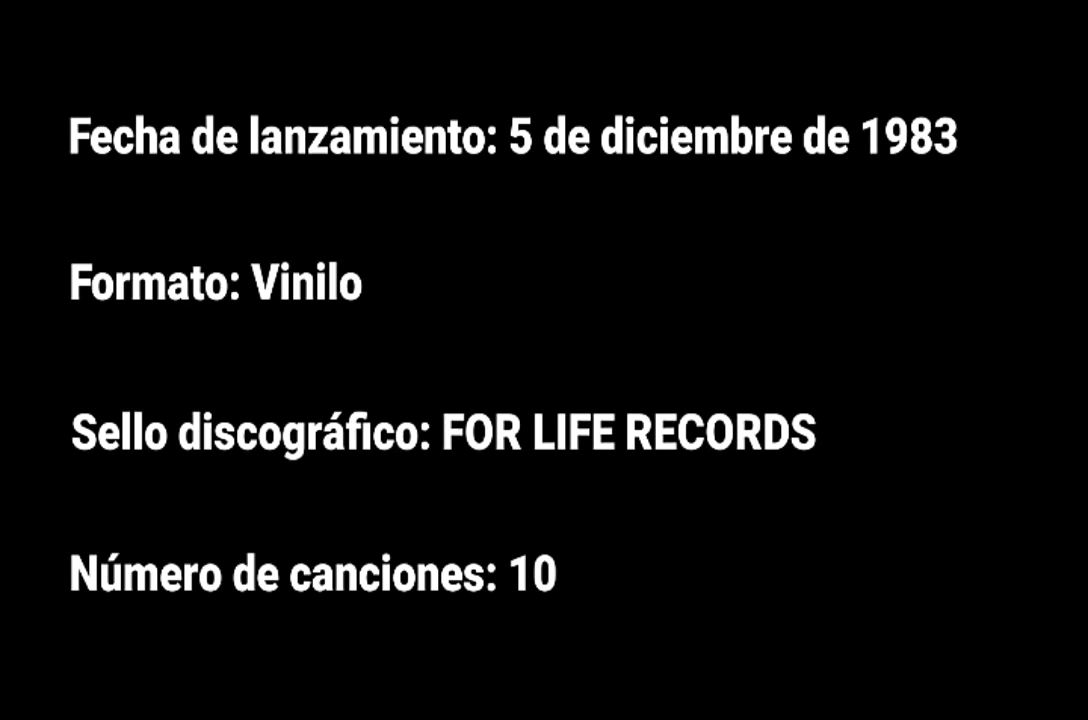 Fecha de lanzamiento: 5 de diciembre de 1983
Formato: Vinilo
Sello discográfico: FOR LIFE RECORDS
Número de canciones: 10